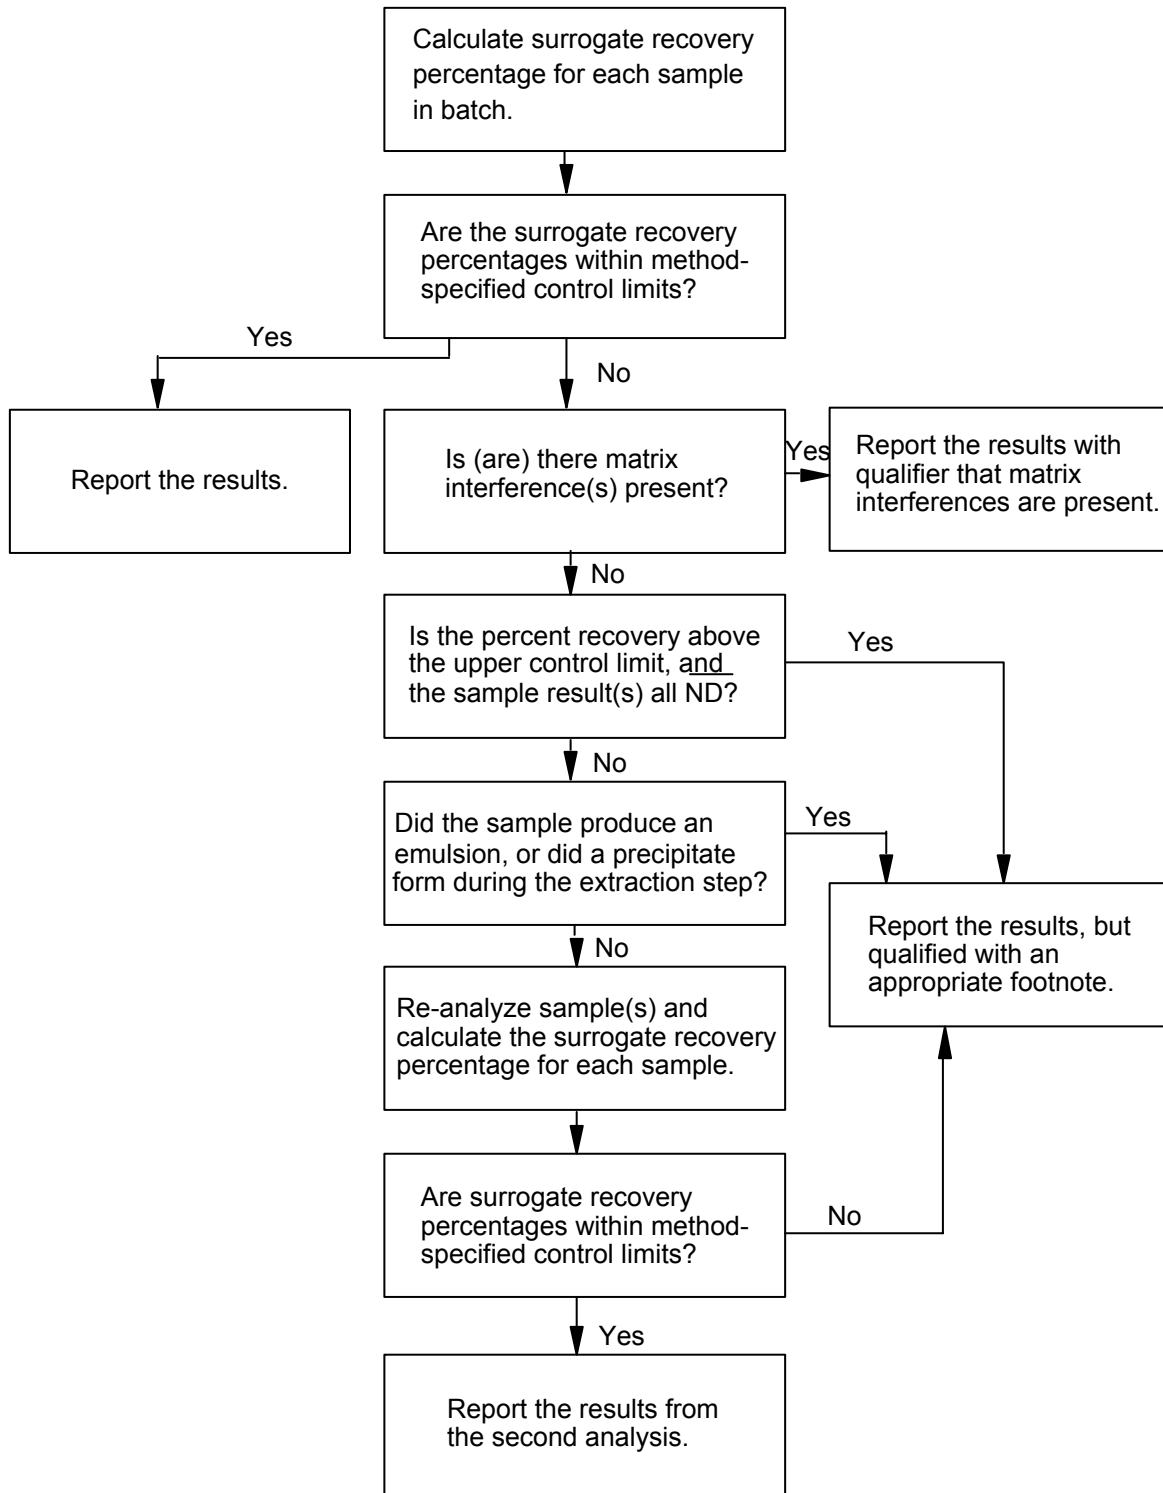 Calculate surrogate recovery
percentage for each sample
in batch.
Are the surrogate recovery
percentages within method-
specified control limits?
Yes
No
Report the results.
Is (are) there matrix
interference(s) present?
Yes
Report the results with
qualifier that matrix
interferences are present.
No
Is the percent recovery above
the upper control limit, and
the sample result(s) all ND?
Yes
No
Did the sample produce an
emulsion, or did a precipitate
form during the extraction step?
Yes
Report the results, but
qualified with an
appropriate footnote.
No
Re-analyze sample(s) and
calculate the surrogate recovery
percentage for each sample.
Are surrogate recovery
percentages within method-
specified control limits?
No
Yes
Report the results from
the second analysis.